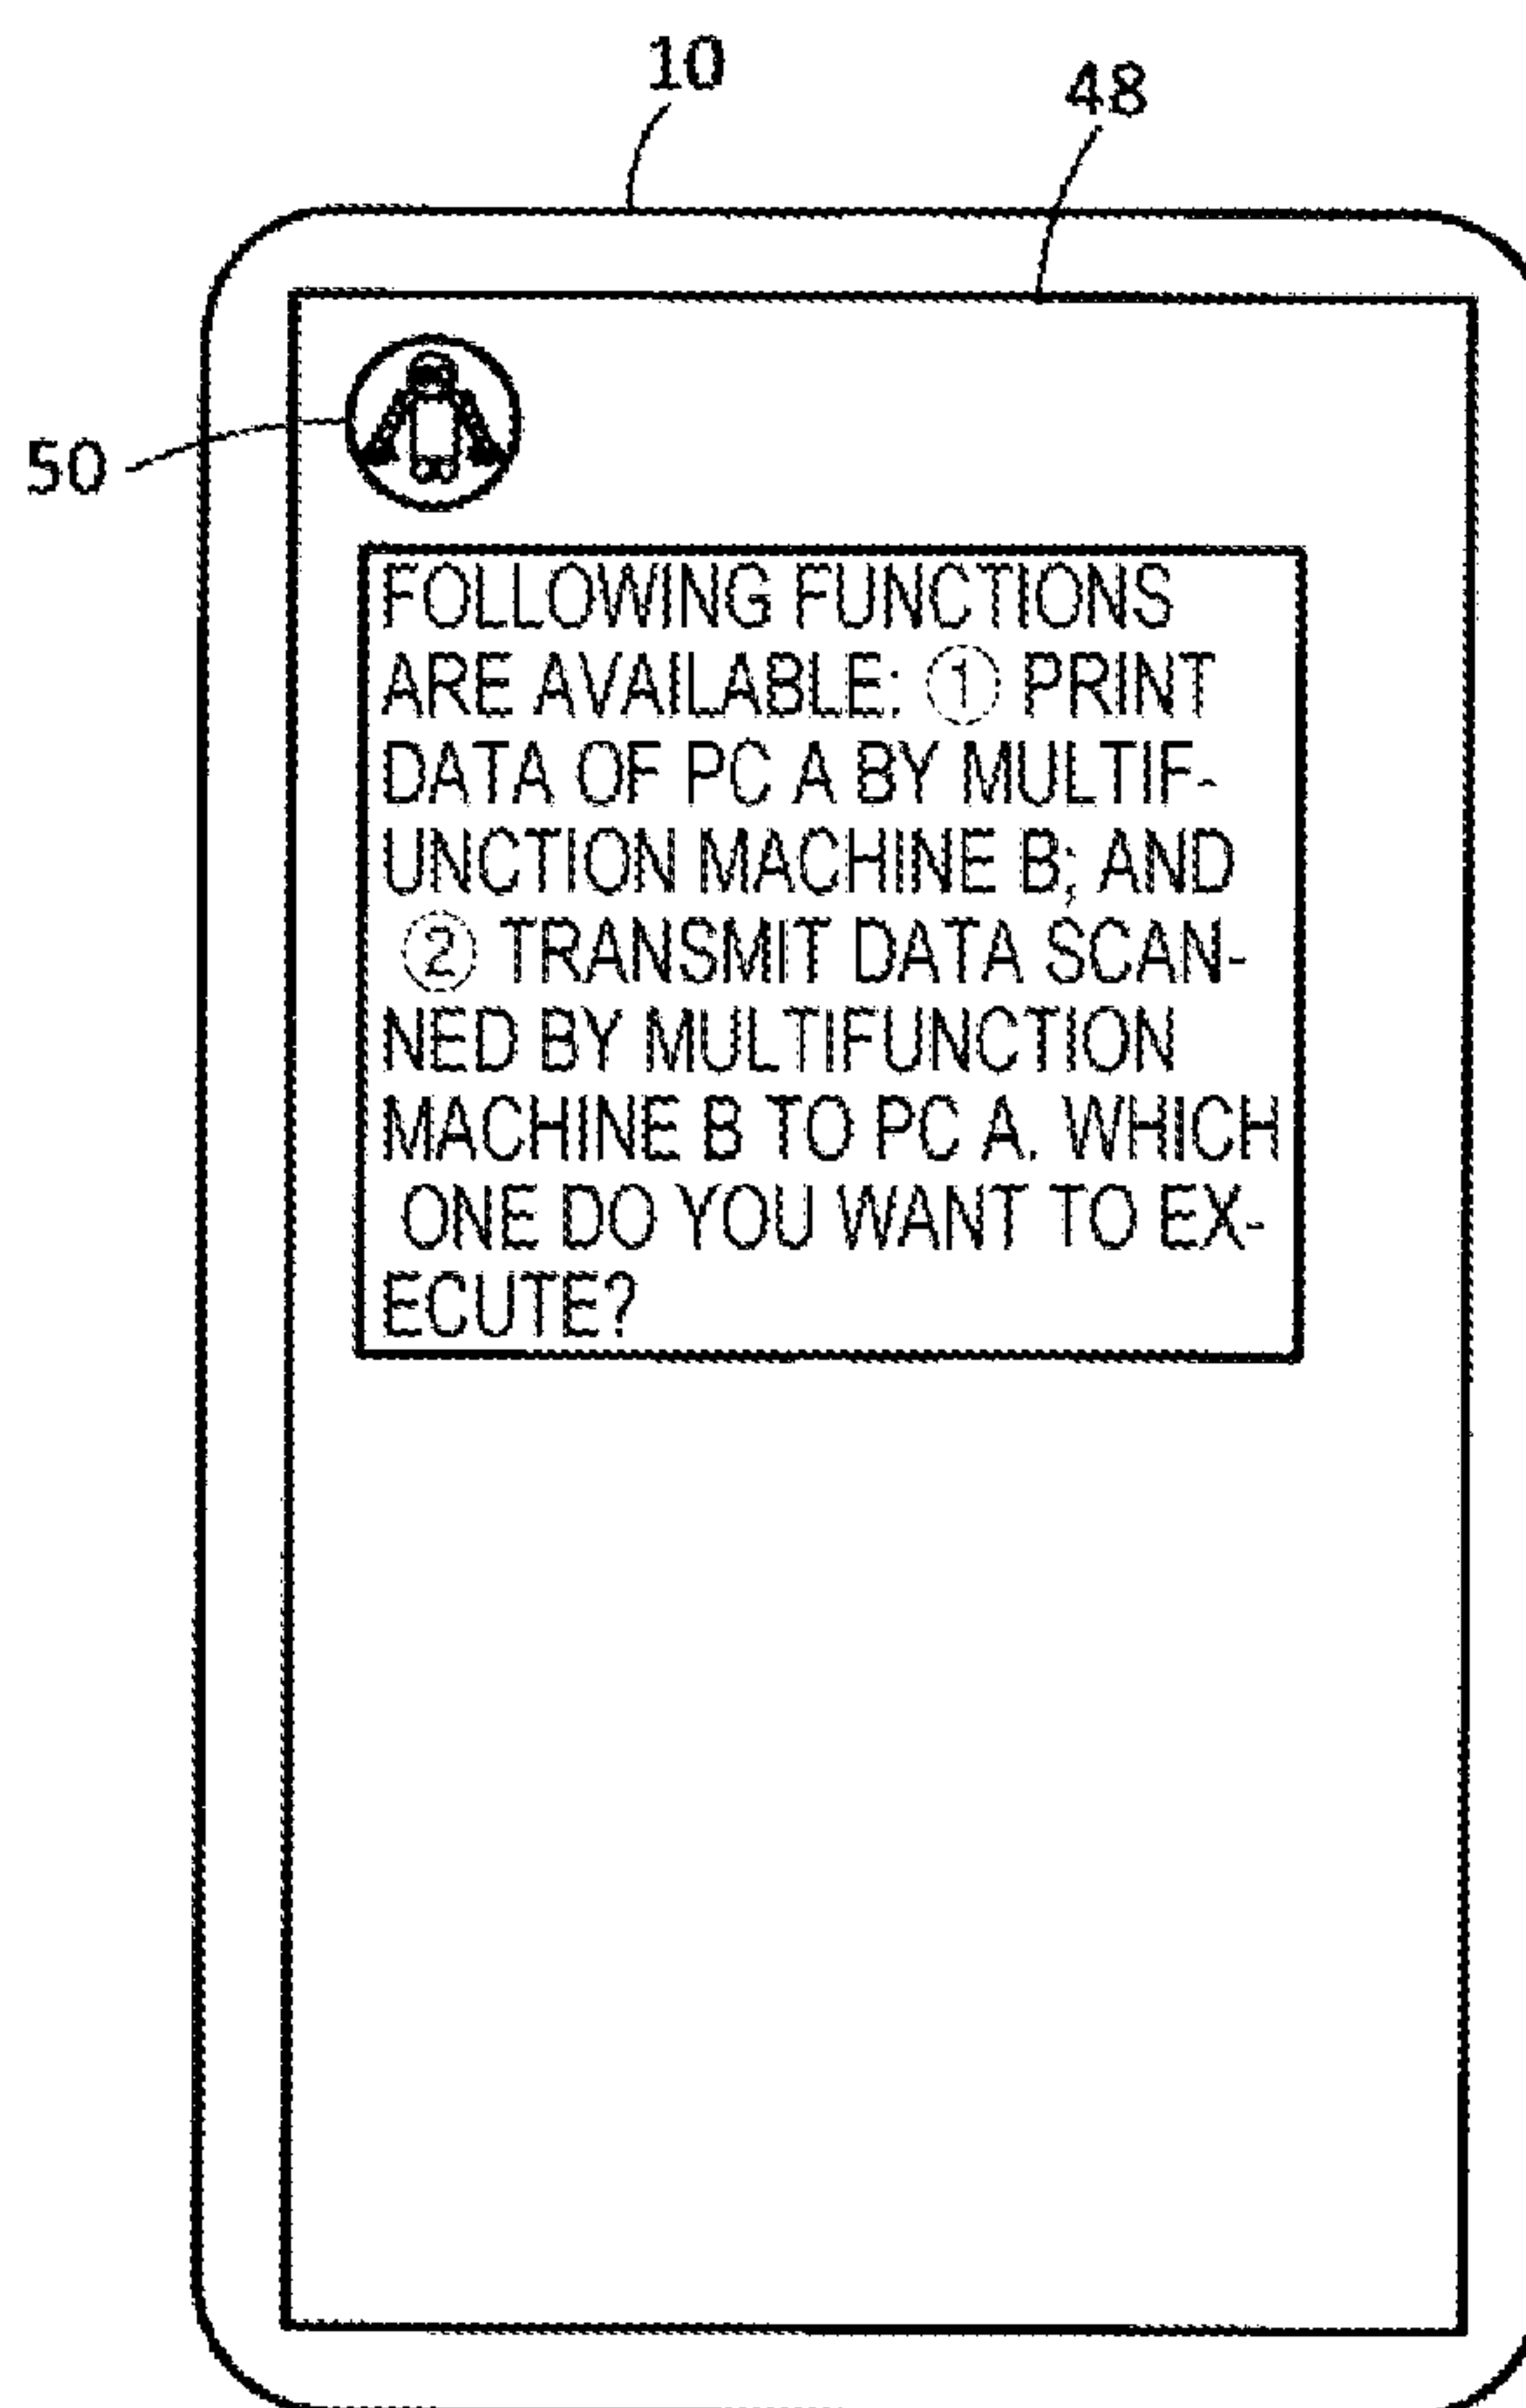 10
48
50
FOLLOWING FUNCTIONS
ARE AVAILABLE: ① PRINT
DATA OF PC A BY MULTIF-
UNCTION MACHINE B; AND
② TRANSMIT DATA SCAN-
NED BY MULTIFUNCTION
MACHINE B TO PC A. WHICH
ONE DO YOU WANT TO EX-
ECUTE?